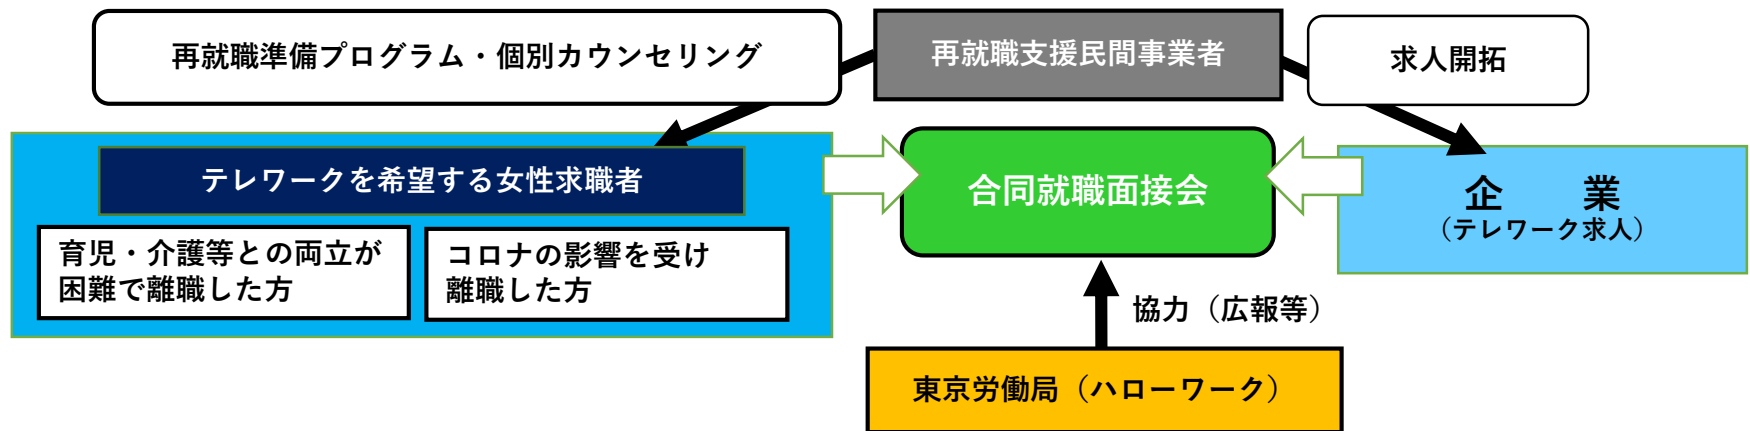 再就職準備プログラム・個別カウンセリング
再就職支援民間事業者
求人開拓
テレワークを希望する女性求職者
育児・介護等との両立が
困難で離職した方
コロナの影響を受け
離職した方
合同就職面接会
企　　業
（テレワーク求人）
協力（広報等）
東京労働局（ハローワーク）